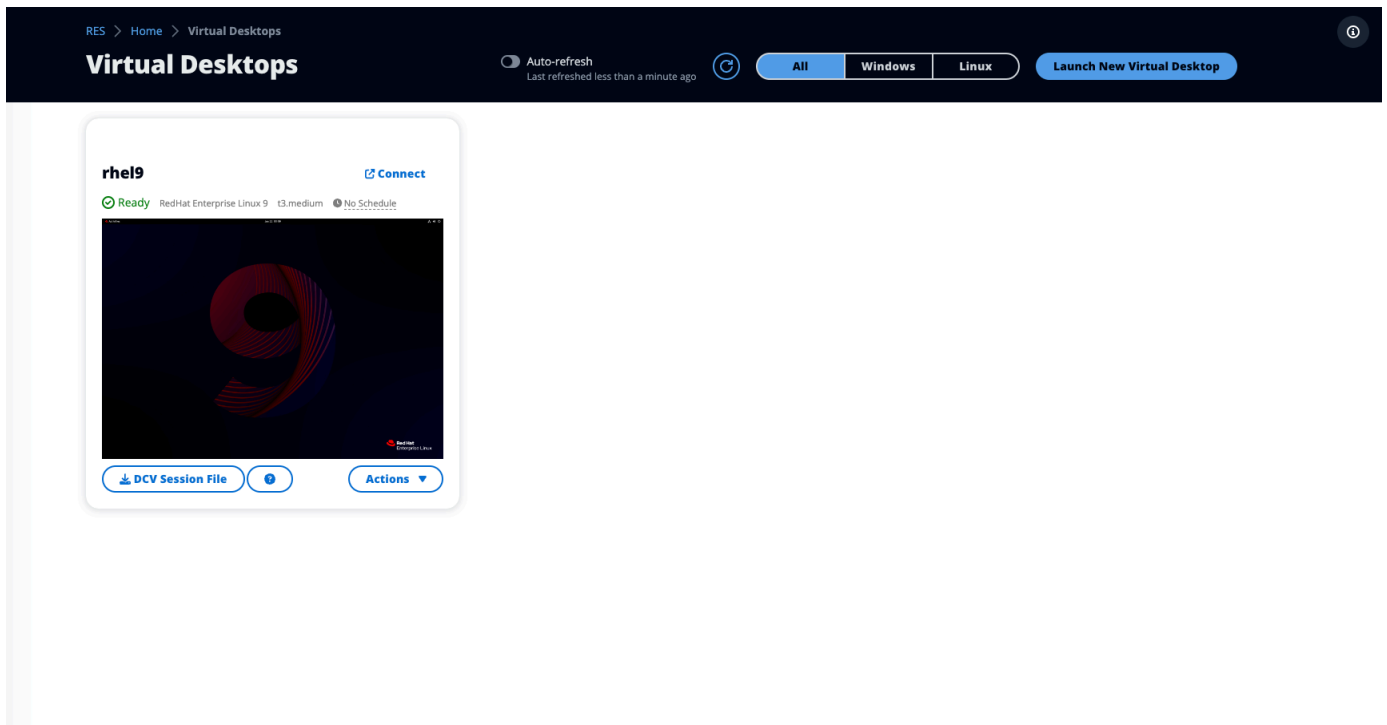 RES > Home > Virtual Desktops
Virtual Desktops
Auto-refresh
Last refreshed less than a minute ago
All
Windows
Linux
Launch New Virtual Desktop
rhel9
Connect
Ready
RedHat Enterprise Linux 9
t3.medium
No Schedule
Red Hat
Enterprise Linux
DCV Session File
Actions